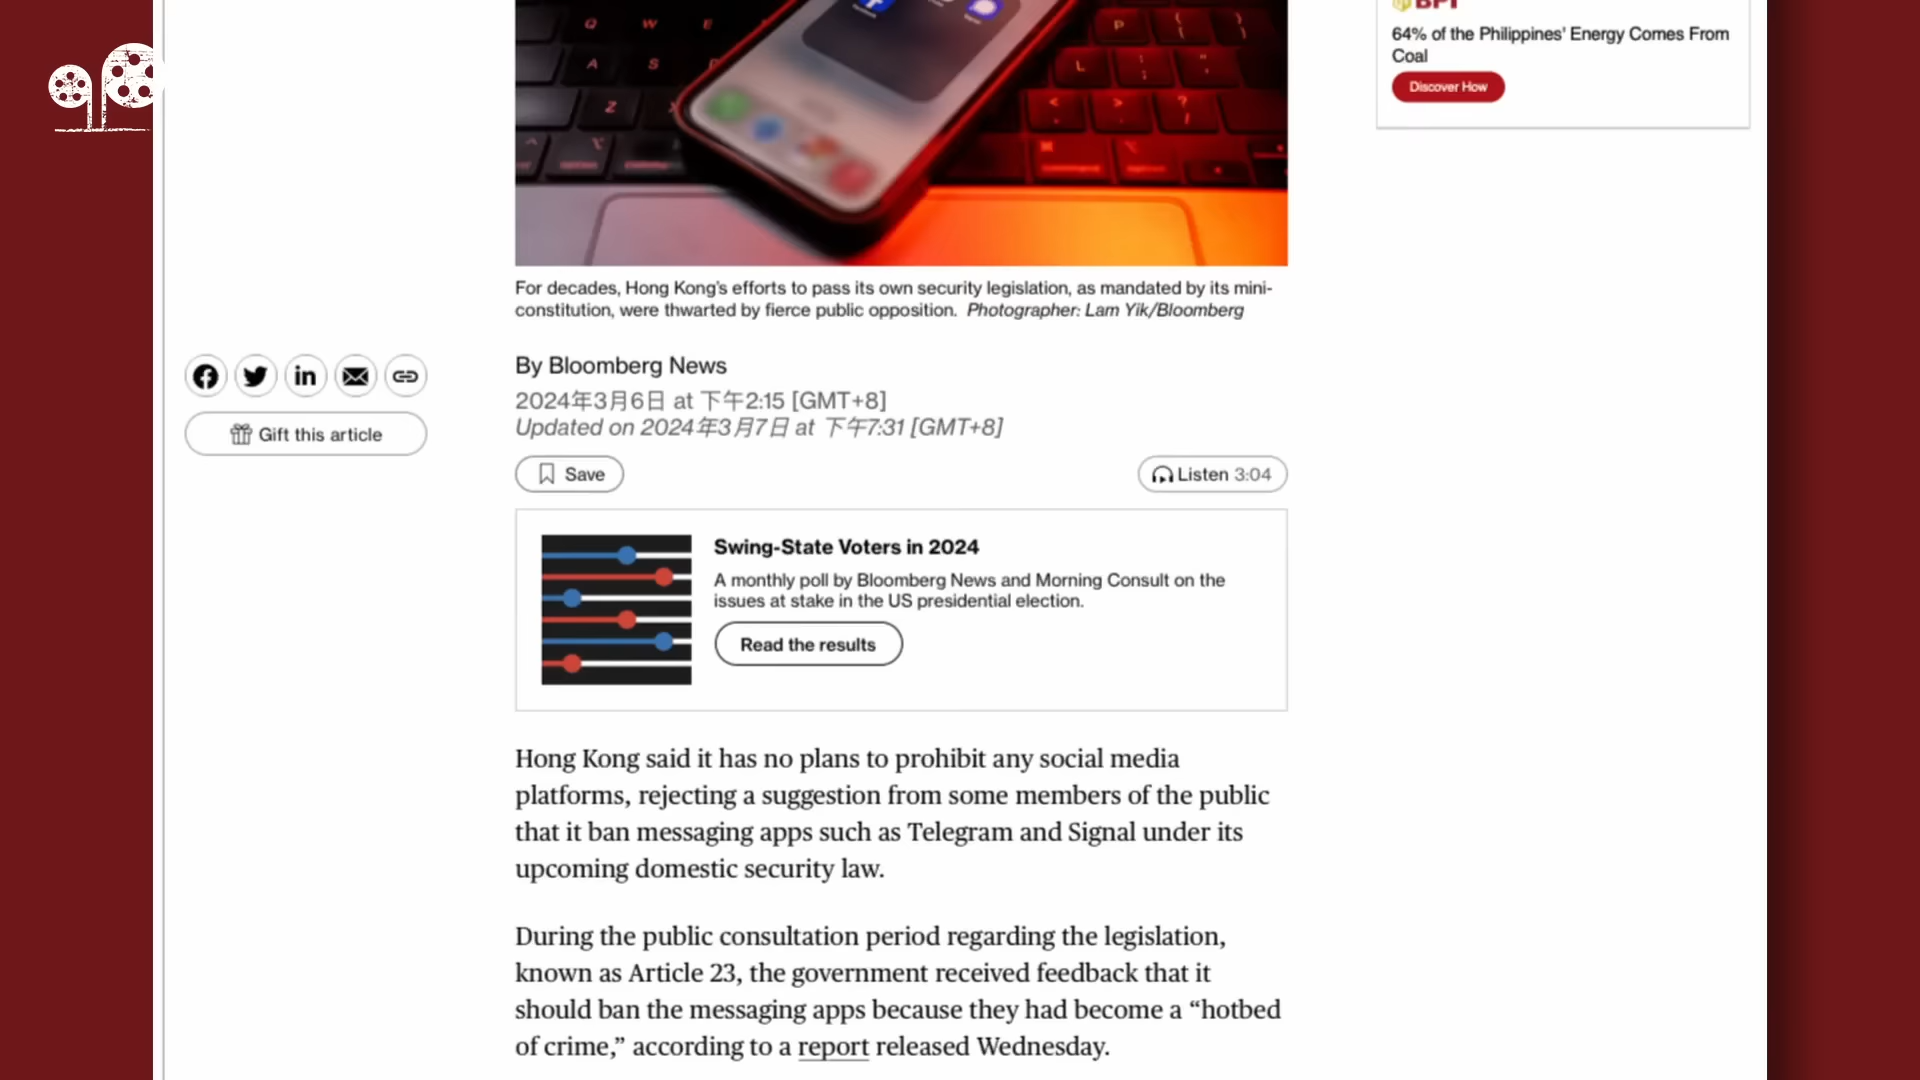 64% of the Philippines' Energy Comes From
Coal
Discover How
For decades, Hong Kong's efforts to pass its own security legislation, as mandated by its mini-
constitution, were thwarted by fierce public opposition. Photographer: Lam Yik/Bloomberg
By Bloomberg News
2024年3月6日 at 下午2:15 [GMT+8]
Updated on 2024年3月7日 at 下午7:31 [GMT+8]
Gift this article
Save
Listen 3:04
Swing-State Voters in 2024
A monthly poll by Bloomberg News and Morning Consult on the
issues at stake in the US presidential election.
Read the results
Hong Kong said it has no plans to prohibit any social media
platforms, rejecting a suggestion from some members of the public
that it ban messaging apps such as Telegram and Signal under its
upcoming domestic security law.
During the public consultation period regarding the legislation,
known as Article 23, the government received feedback that it
should ban the messaging apps because they had become a “hotbed
of crime,” according to a report released Wednesday.